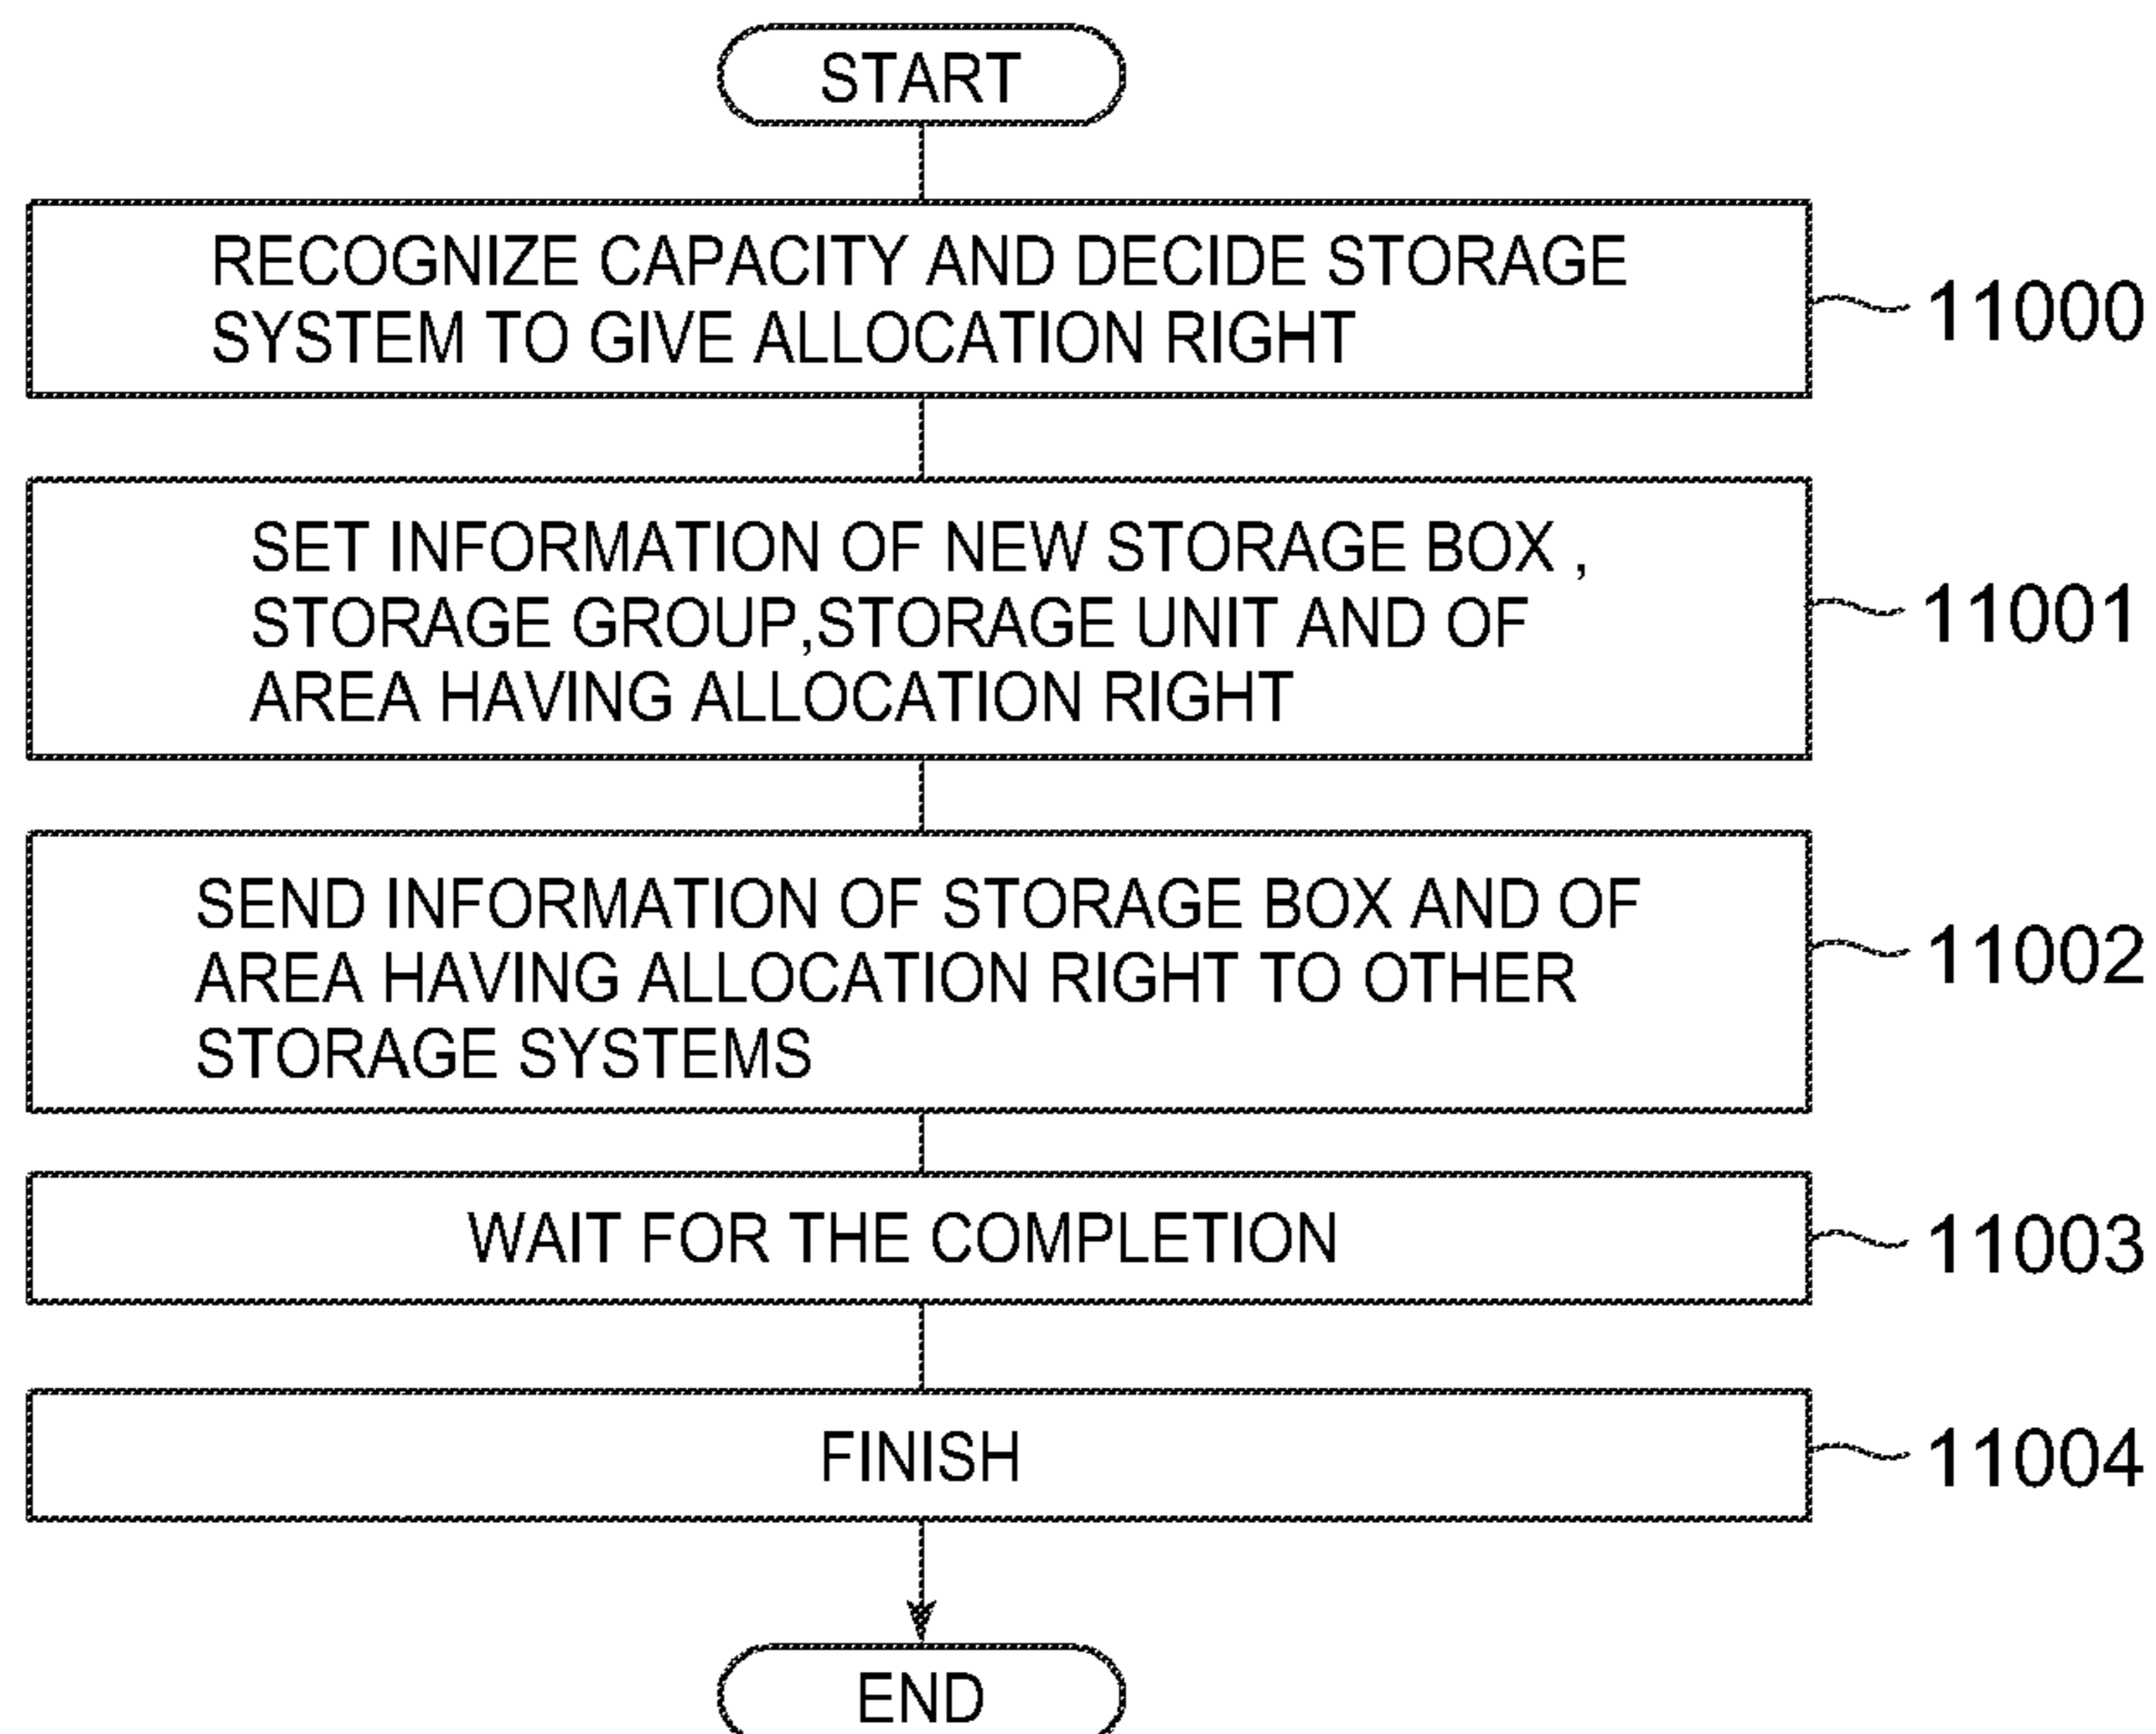 START
RECOGNIZE CAPACITY AND DECIDE STORAGE
SYSTEM TO GIVE ALLOCATION RIGHT
11000
SET INFORMATION OF NEW STORAGE BOX ,
STORAGE GROUP,STORAGE UNIT AND OF
AREA HAVING ALLOCATION RIGHT
11001
SEND INFORMATION OF STORAGE BOX AND OF
AREA HAVING ALLOCATION RIGHT TO OTHER
STORAGE SYSTEMS
11002
WAIT FOR THE COMPLETION
11003
FINISH
11004
END